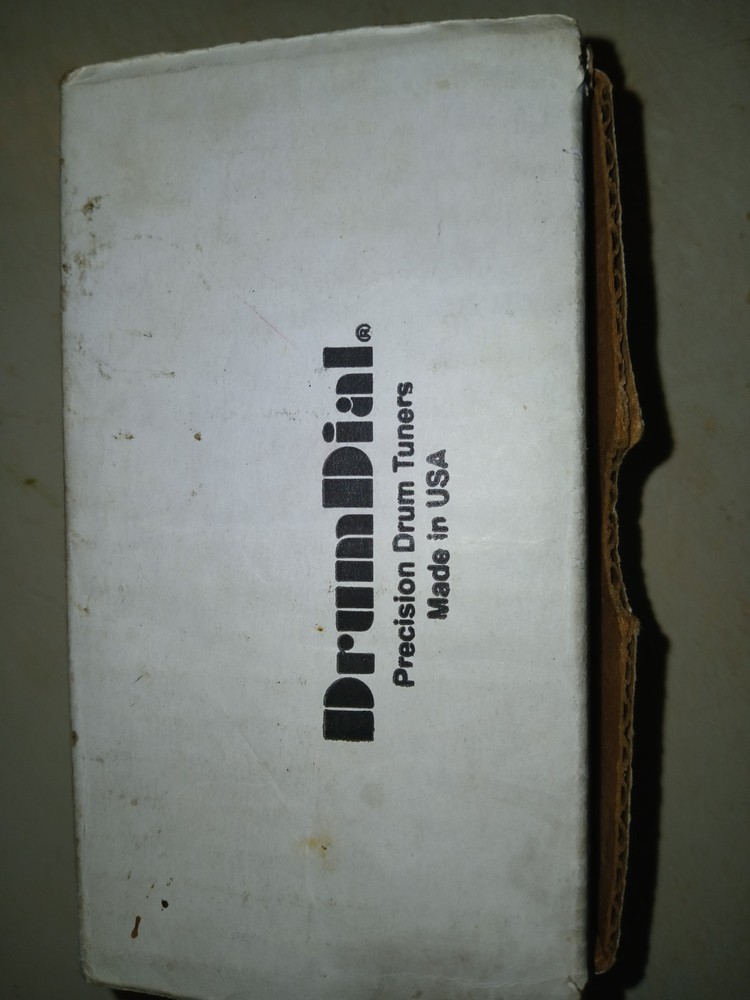 DrumDial®
Precision Drum Tuners
Made in USA